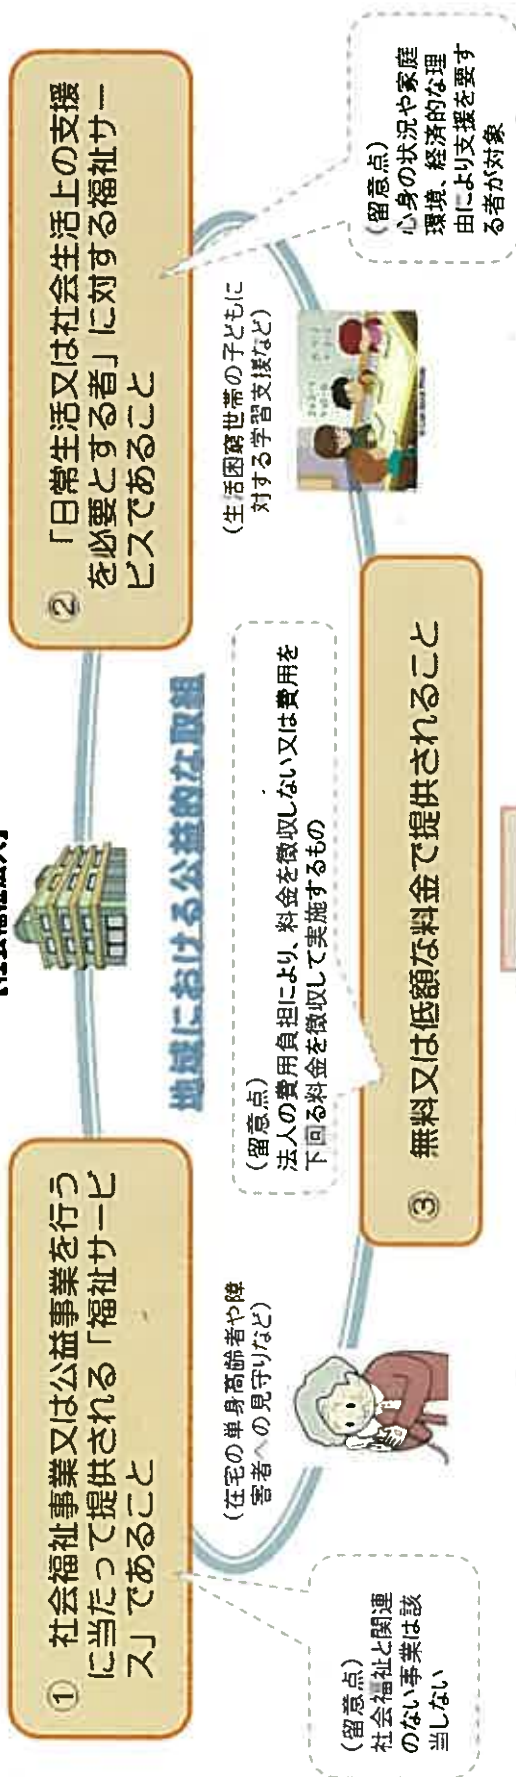 【社会福祉法人】
地域における公益的な取組
① 社会福祉事業又は公益事業を行う
に当たって提供される「福祉サービ
ス」であること
(留意点)
社会福祉と関連
のない事業は該
当しない
(在宅の単身高齢者や障
害者への見守りなど)
② 「日常生活又は社会生活上の支援
を必要とする者」に対する福祉サー
ビスであること
(留意点)
心身の状況や家庭
環境、経済的な理
由により支援を要す
る者が対象
(生活困窮世帯の子どもに
対する学習支援など)
(留意点)
法人の費用負担により、料金を徴収しない又は費用を
下回る料金を徴収して実施するもの
③ 無料又は低額な料金で提供されること